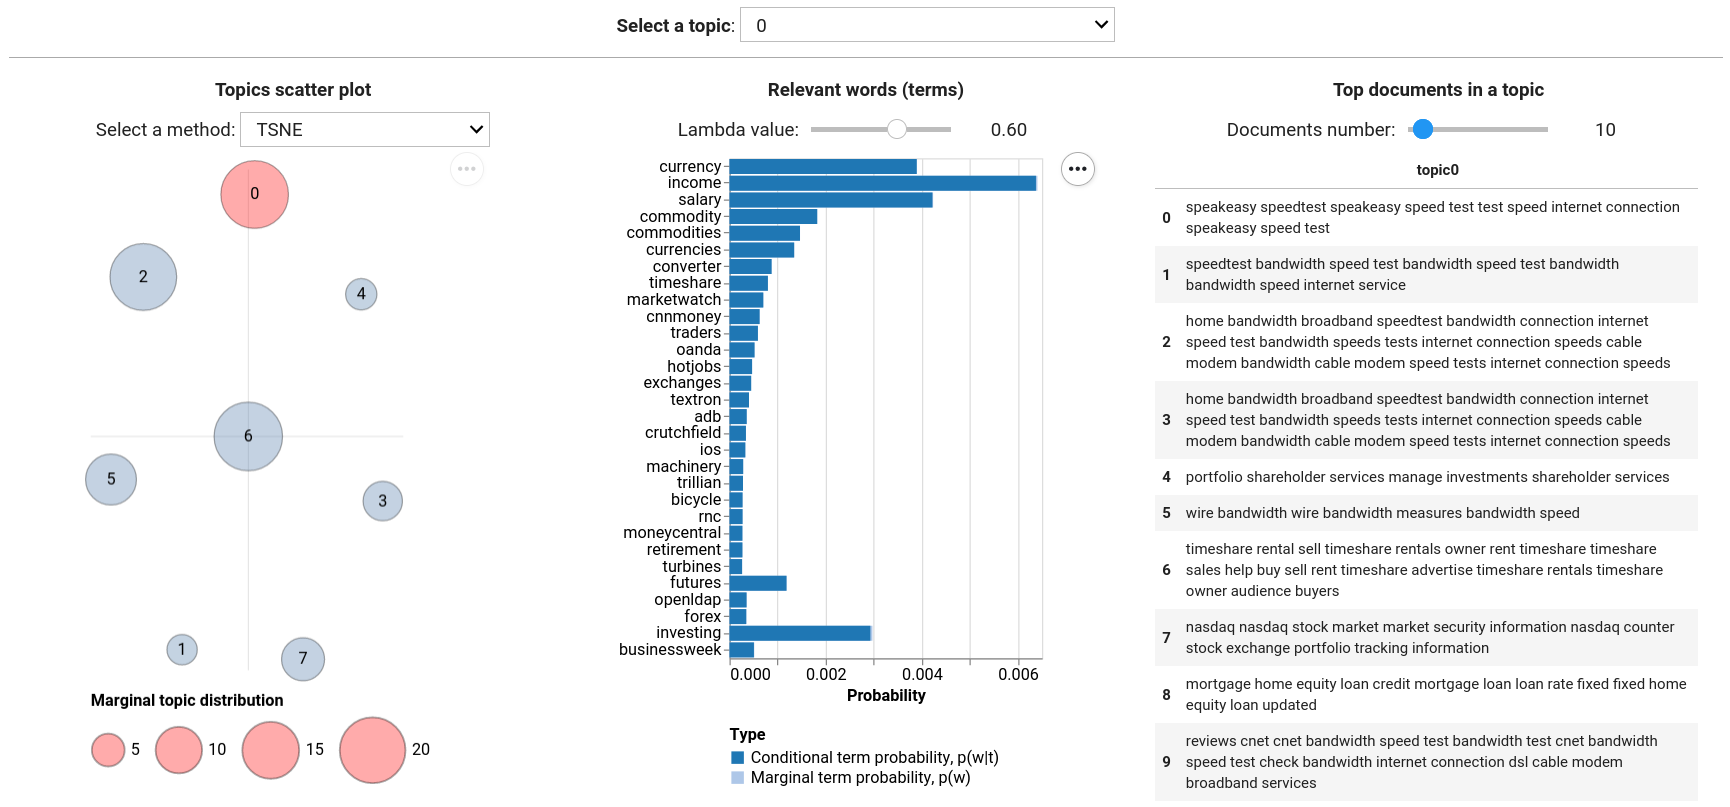 Select a topic: 0
Topics scatter plot
Select a method: TSNE
0
2
4
6
5
3
1
7
Marginal topic distribution
5 10 15 20
Relevant words (terms)
Lambda value: 0.60
currency
income
salary
commodity
commodities
currencies
converter
timeshare
marketwatch
cnnmoney
traders
oanda
hotjobs
exchanges
textron
adb
crutchfield
ios
machinery
trillian
bicycle
rnc
moneycentral
retirement
turbines
futures
openldap
forex
investing
businessweek
0.000 0.002 0.004 0.006
Probability
Type
Conditional term probability, p(w|t)
Marginal term probability, p(w)
Top documents in a topic
Documents number: 10
topic0
0 speakeasy speedtest speakeasy speed test test speed internet connection
speakeasy speed test
1 speedtest bandwidth speed test bandwidth speed test bandwidth
bandwidth speed internet service
2 home bandwidth broadband speedtest bandwidth connection internet
speed test bandwidth speeds tests internet connection speeds cable
modem bandwidth cable modem speed tests internet connection speeds
3 home bandwidth broadband speedtest bandwidth connection internet
speed test bandwidth speeds tests internet connection speeds cable
modem bandwidth cable modem speed tests internet connection speeds
4 portfolio shareholder services manage investments shareholder services
5 wire bandwidth wire bandwidth measures bandwidth speed
6 timeshare rental sell timeshare rentals owner rent timeshare timeshare
sales help buy sell rent timeshare advertise timeshare rentals timeshare
owner audience buyers
7 nasdaq nasdaq stock market market security information nasdaq counter
stock exchange portfolio tracking information
8 mortgage home equity loan credit mortgage loan loan rate fixed fixed home
equity loan updated
9 reviews cnet cnet bandwidth speed test bandwidth test cnet bandwidth
speed test check bandwidth internet connection dsl cable modem
broadband services